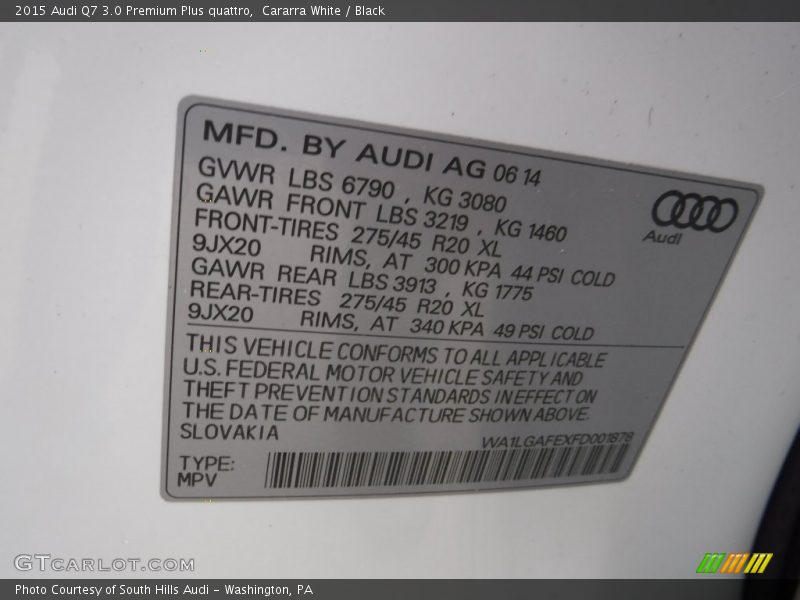 2015 Audi Q7 3.0 Premium Plus quattro,  Cararra White / Black
MFD. BY AUDI AG 06 14
GVWR LBS 6790 , KG 3080
GAWR FRONT LBS 3219 , KG 1460
FRONT-TIRES 275/45 R20 XL
9JX20 RIMS, AT 300 KPA 44 PSI COLD
GAWR REAR LBS 3913 , KG 1775
REAR-TIRES 275/45 R20 XL
9JX20 RIMS, AT 340 KPA 49 PSI COLD
Audi
THIS VEHICLE CONFORMS TO ALL APPLICABLE
U.S. FEDERAL MOTOR VEHICLE SAFETY AND
THEFT PREVENTION STANDARDS IN EFFECT ON
THE DATE OF MANUFACTURE SHOWN ABOVE.
SLOVAKIA
WA1LGAFEXFD001878
TYPE:
MPV
GTCARLOT.COM
Photo Courtesy of South Hills Audi - Washington, PA